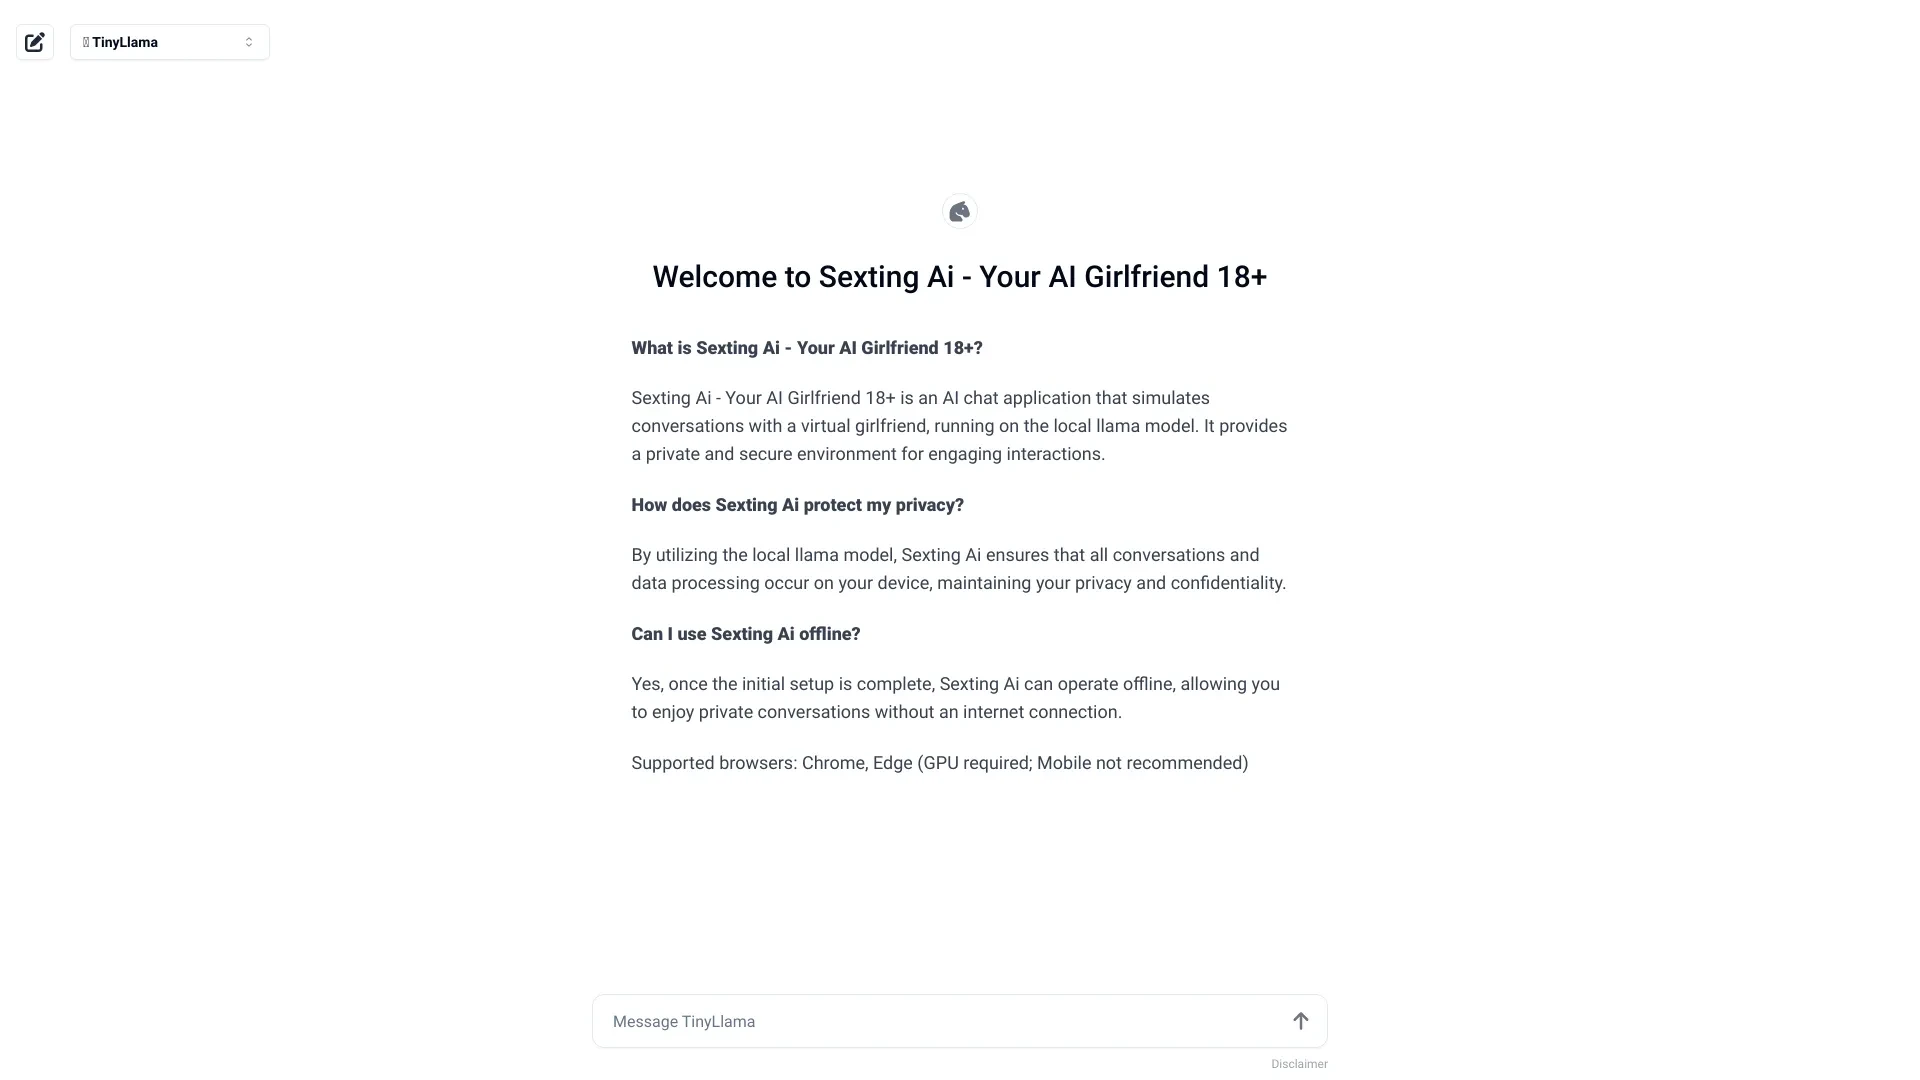 TinyLlama
Welcome to Sexting Ai - Your AI Girlfriend 18+
What is Sexting Ai - Your AI Girlfriend 18+?
Sexting Ai - Your AI Girlfriend 18+ is an AI chat application that simulates
conversations with a virtual girlfriend, running on the local llama model. It provides
a private and secure environment for engaging interactions.
How does Sexting Ai protect my privacy?
By utilizing the local llama model, Sexting Ai ensures that all conversations and
data processing occur on your device, maintaining your privacy and confidentiality.
Can I use Sexting Ai offline?
Yes, once the initial setup is complete, Sexting Ai can operate offline, allowing you
to enjoy private conversations without an internet connection.
Supported browsers: Chrome, Edge (GPU required; Mobile not recommended)
Message TinyLlama
Disclaimer